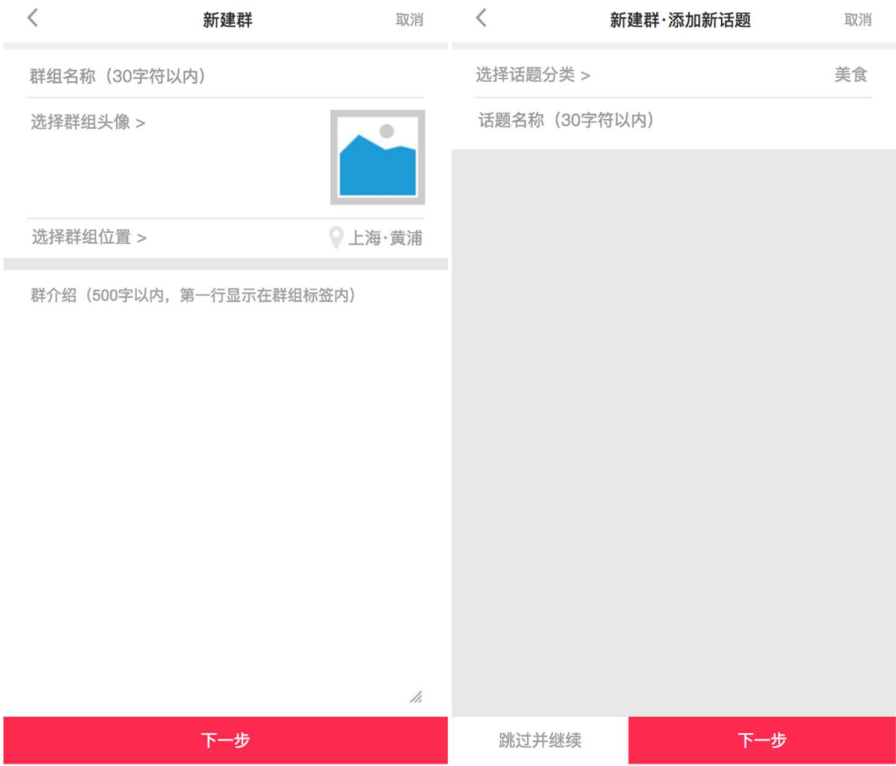 新建群
取消
群组名称（30字符以内）
选择群组头像 >
选择群组位置 >
上海·黄浦
群介绍（500字以内，第一行显示在群组标签内）
下一步
新建群·添加新话题
取消
选择话题分类 >
美食
话题名称（30字符以内）
跳过并继续
下一步